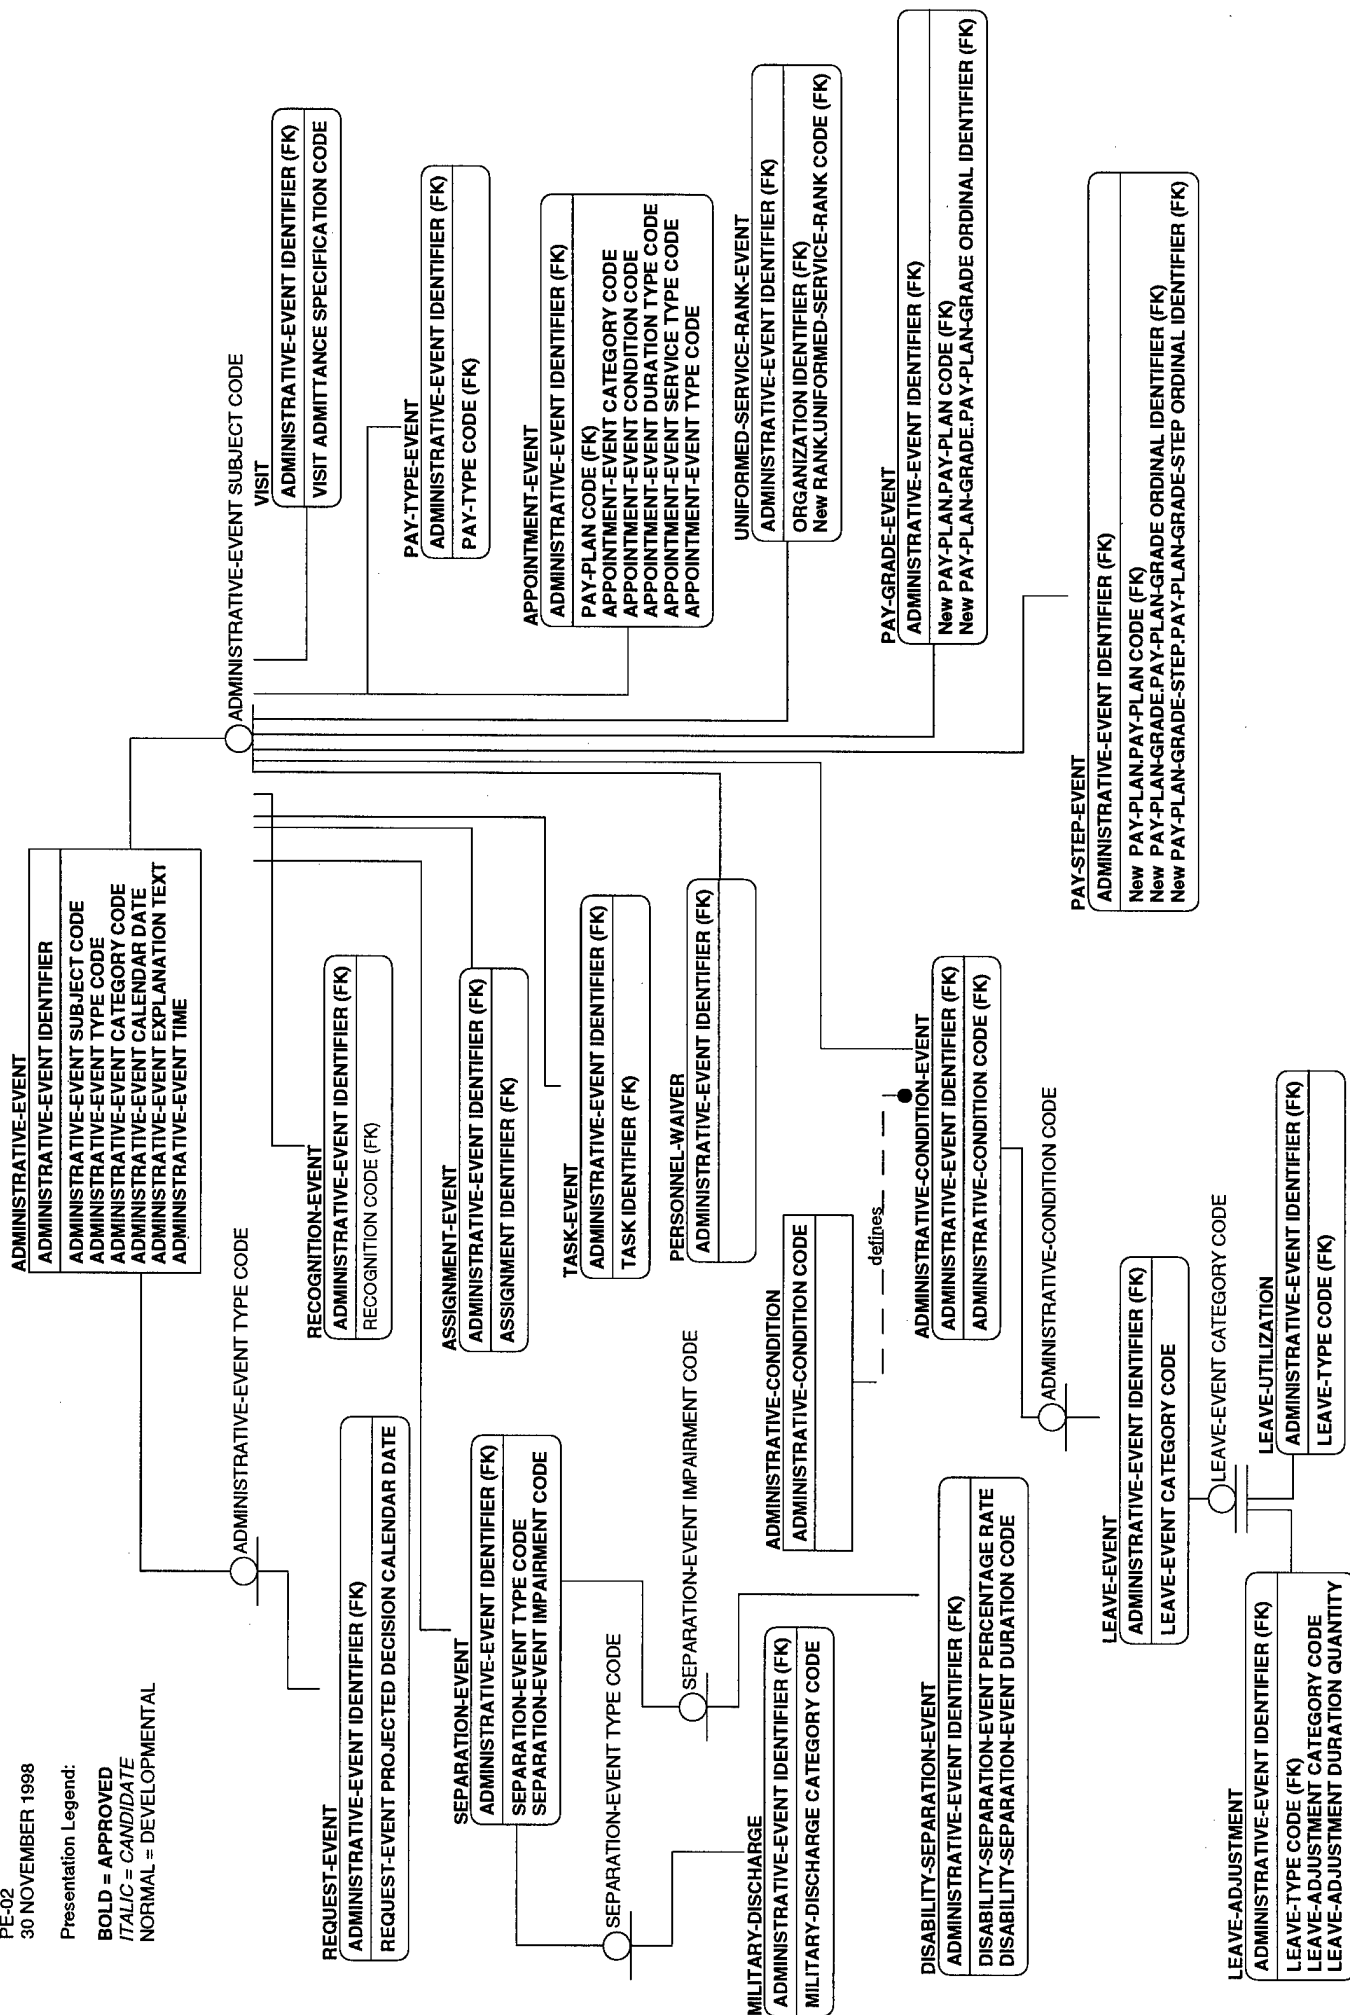 PE-02
30 NOVEMBER 1998
Presentation Legend:
BOLD = APPROVED
ITALIC = CANDIDATE
NORMAL = DEVELOPMENTAL
ADMINISTRATIVE-EVENT
ADMINISTRATIVE-EVENT IDENTIFIER
ADMINISTRATIVE-EVENT SUBJECT CODE
ADMINISTRATIVE-EVENT TYPE CODE
ADMINISTRATIVE-EVENT CATEGORY CODE
ADMINISTRATIVE-EVENT CALENDAR DATE
ADMINISTRATIVE-EVENT EXPLANATION TEXT
ADMINISTRATIVE-EVENT TIME
ADMINISTRATIVE-EVENT TYPE CODE
ADMINISTRATIVE-EVENT SUBJECT CODE
REQUEST-EVENT
ADMINISTRATIVE-EVENT IDENTIFIER (FK)
REQUEST-EVENT PROJECTED DECISION CALENDAR DATE
RECOGNITION-EVENT
ADMINISTRATIVE-EVENT IDENTIFIER (FK)
RECOGNITION CODE (FK)
VISIT
ADMINISTRATIVE-EVENT IDENTIFIER (FK)
VISIT ADMITTANCE SPECIFICATION CODE
PAY-TYPE-EVENT
ADMINISTRATIVE-EVENT IDENTIFIER (FK)
PAY-TYPE CODE (FK)
SEPARATION-EVENT
ADMINISTRATIVE-EVENT IDENTIFIER (FK)
SEPARATION-EVENT TYPE CODE
SEPARATION-EVENT IMPAIRMENT CODE
ASSIGNMENT-EVENT
ADMINISTRATIVE-EVENT IDENTIFIER (FK)
ASSIGNMENT IDENTIFIER (FK)
APPOINTMENT-EVENT
ADMINISTRATIVE-EVENT IDENTIFIER (FK)
PAY-PLAN CODE (FK)
APPOINTMENT-EVENT CATEGORY CODE
APPOINTMENT-EVENT CONDITION CODE
APPOINTMENT-EVENT DURATION TYPE CODE
APPOINTMENT-EVENT SERVICE TYPE CODE
APPOINTMENT-EVENT TYPE CODE
TASK-EVENT
ADMINISTRATIVE-EVENT IDENTIFIER (FK)
TASK IDENTIFIER (FK)
SEPARATION-EVENT TYPE CODE
SEPARATION-EVENT IMPAIRMENT CODE
PERSONNEL-WAIVER
ADMINISTRATIVE-EVENT IDENTIFIER (FK)
UNIFORMED-SERVICE-RANK-EVENT
ADMINISTRATIVE-EVENT IDENTIFIER (FK)
ORGANIZATION IDENTIFIER (FK)
New RANK.UNIFORMED-SERVICE-RANK CODE (FK)
MILITARY-DISCHARGE
ADMINISTRATIVE-EVENT IDENTIFIER (FK)
MILITARY-DISCHARGE CATEGORY CODE
ADMINISTRATIVE-CONDITION
ADMINISTRATIVE-CONDITION CODE
defines
PAY-GRADE-EVENT
ADMINISTRATIVE-EVENT IDENTIFIER (FK)
New PAY-PLAN.PAY-PLAN CODE (FK)
New PAY-PLAN-GRADE.PAY-PLAN-GRADE ORDINAL IDENTIFIER (FK)
DISABILITY-SEPARATION-EVENT
ADMINISTRATIVE-EVENT IDENTIFIER (FK)
DISABILITY-SEPARATION-EVENT PERCENTAGE RATE
DISABILITY-SEPARATION-EVENT DURATION CODE
ADMINISTRATIVE-CONDITION-EVENT
ADMINISTRATIVE-EVENT IDENTIFIER (FK)
ADMINISTRATIVE-CONDITION CODE (FK)
ADMINISTRATIVE-CONDITION CODE
PAY-STEP-EVENT
ADMINISTRATIVE-EVENT IDENTIFIER (FK)
New PAY-PLAN.PAY-PLAN CODE (FK)
New PAY-PLAN-GRADE.PAY-PLAN-GRADE ORDINAL IDENTIFIER (FK)
New PAY-PLAN-GRADE-STEP.PAY-PLAN-GRADE-STEP ORDINAL IDENTIFIER (FK)
LEAVE-EVENT
ADMINISTRATIVE-EVENT IDENTIFIER (FK)
LEAVE-EVENT CATEGORY CODE
LEAVE-EVENT CATEGORY CODE
LEAVE-ADJUSTMENT
ADMINISTRATIVE-EVENT IDENTIFIER (FK)
LEAVE-TYPE CODE (FK)
LEAVE-ADJUSTMENT CATEGORY CODE
LEAVE-ADJUSTMENT DURATION QUANTITY
LEAVE-UTILIZATION
ADMINISTRATIVE-EVENT IDENTIFIER (FK)
LEAVE-TYPE CODE (FK)